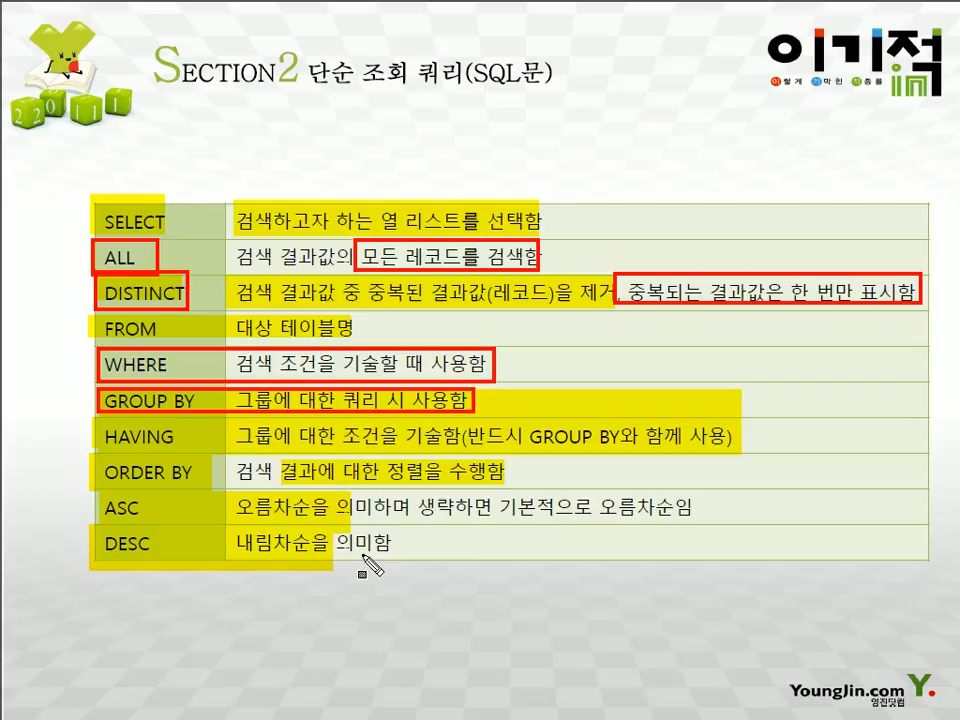 SECTION2 단순 조회 쿼리(SQL문)
이기적in
이렇게 기막힌 적중률
2 2 0 1 1 1
SELECT 검색하고자 하는 열 리스트를 선택함
ALL 검색 결과값의 모든 레코드를 검색함
DISTINCT 검색 결과값 중 중복된 결과값(레코드)을 제거, 중복되는 결과값은 한 번만 표시함
FROM 대상 테이블명
WHERE 검색 조건을 기술할 때 사용함
GROUP BY 그룹에 대한 쿼리 시 사용함
HAVING 그룹에 대한 조건을 기술함(반드시 GROUP BY와 함께 사용)
ORDER BY 검색 결과에 대한 정렬을 수행함
ASC 오름차순을 의미하며 생략하면 기본적으로 오름차순임
DESC 내림차순을 의미함
YoungJin.com Y.
영진닷컴